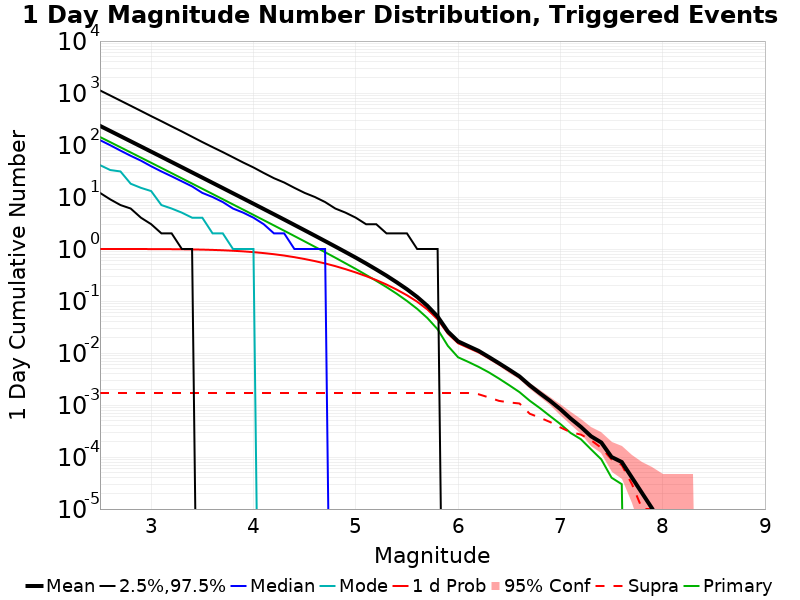 1 Day Magnitude Number Distribution, Triggered Events
10^4
10^3
10^2
10^1
10^0
10^-1
10^-2
10^-3
10^-4
10^-5
1 Day Cumulative Number
3 4 5 6 7 8 9
Magnitude
Mean 2.5%,97.5% Median Mode 1 d Prob 95% Conf Supra Primary